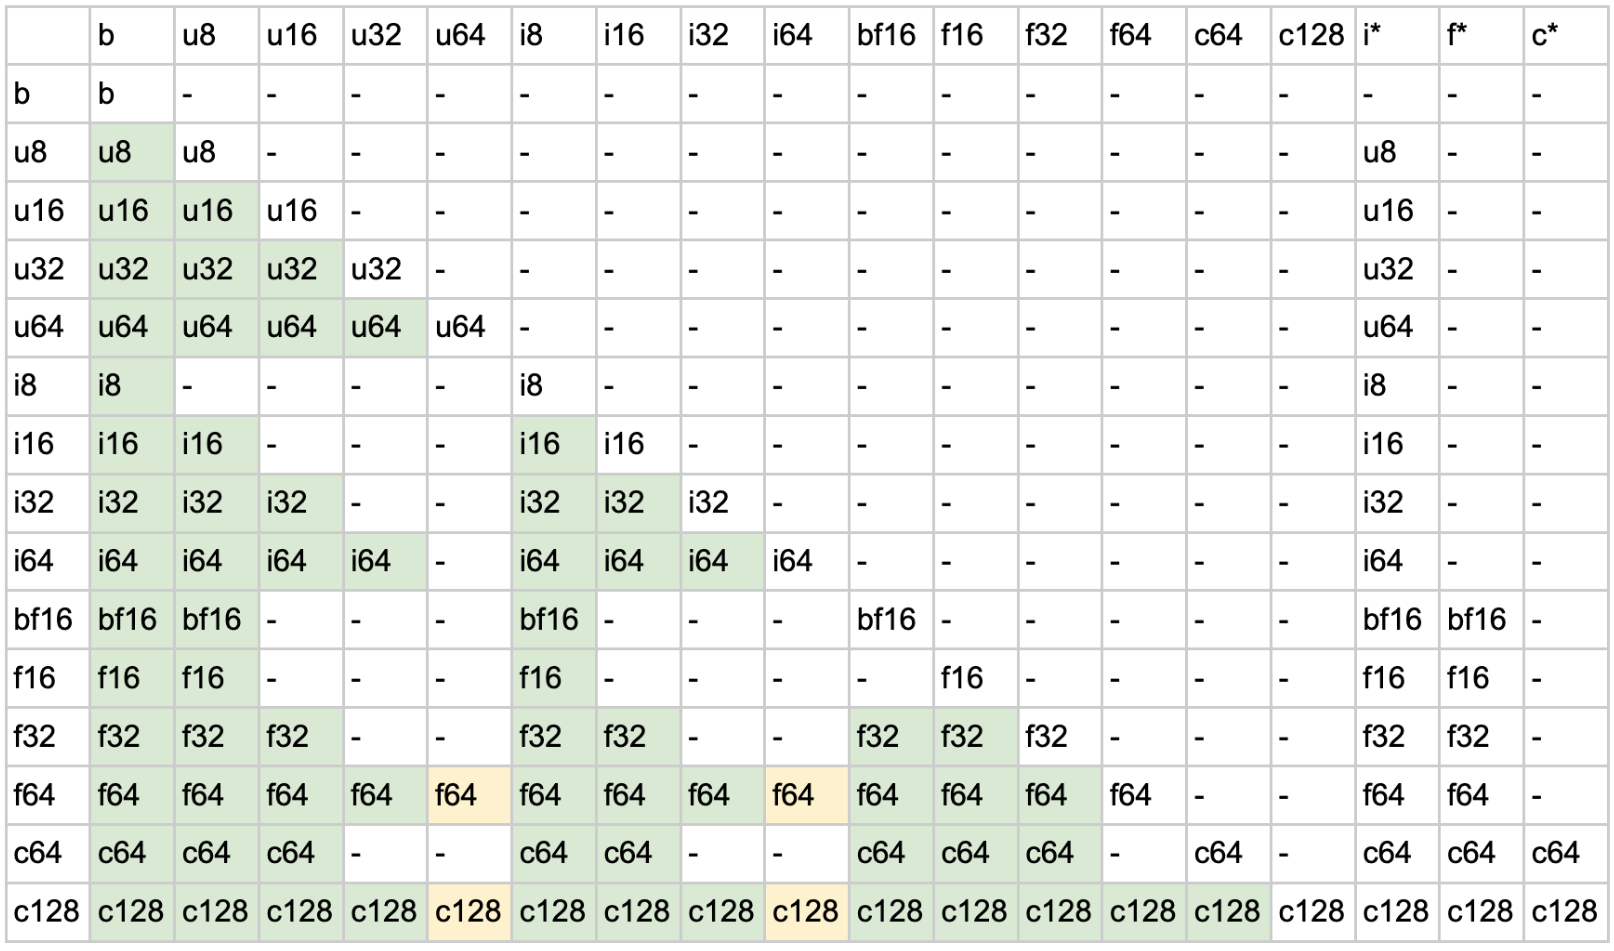 b u8 u16 u32 u64 i8 i16 i32 i64 bf16 f16 f32 f64 c64 c128 i* f* c*
b b - - - - - - - - - - - - - - - - -
u8 u8 u8 - - - - - - - - - - - - - u8 - -
u16 u16 u16 u16 - - - - - - - - - - - - u16 - -
u32 u32 u32 u32 u32 - - - - - - - - - - - u32 - -
u64 u64 u64 u64 u64 u64 - - - - - - - - - - u64 - -
i8 i8 - - - - i8 - - - - - - - - - i8 - -
i16 i16 i16 - - - i16 i16 - - - - - - - - i16 - -
i32 i32 i32 i32 - - i32 i32 i32 - - - - - - - i32 - -
i64 i64 i64 i64 i64 - i64 i64 i64 i64 - - - - - - i64 - -
bf16 bf16 bf16 - - - bf16 - - - bf16 - - - - - bf16 bf16 -
f16 f16 f16 - - - f16 - - - - f16 - - - - f16 f16 -
f32 f32 f32 f32 - - f32 f32 - - f32 f32 f32 - - - f32 f32 -
f64 f64 f64 f64 f64 f64 f64 f64 f64 f64 f64 f64 f64 f64 - - f64 f64 -
c64 c64 c64 c64 - - c64 c64 - - c64 c64 c64 - c64 - c64 c64 c64
c128 c128 c128 c128 c128 c128 c128 c128 c128 c128 c128 c128 c128 c128 c128 c128 c128 c128 c128